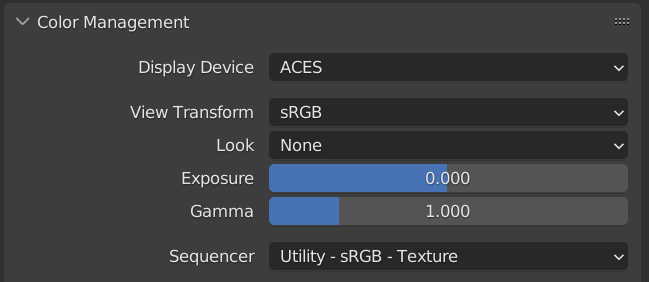 Color Management
Display Device ACES
View Transform sRGB
Look None
Exposure 0.000
Gamma 1.000
Sequencer Utility - sRGB - Texture